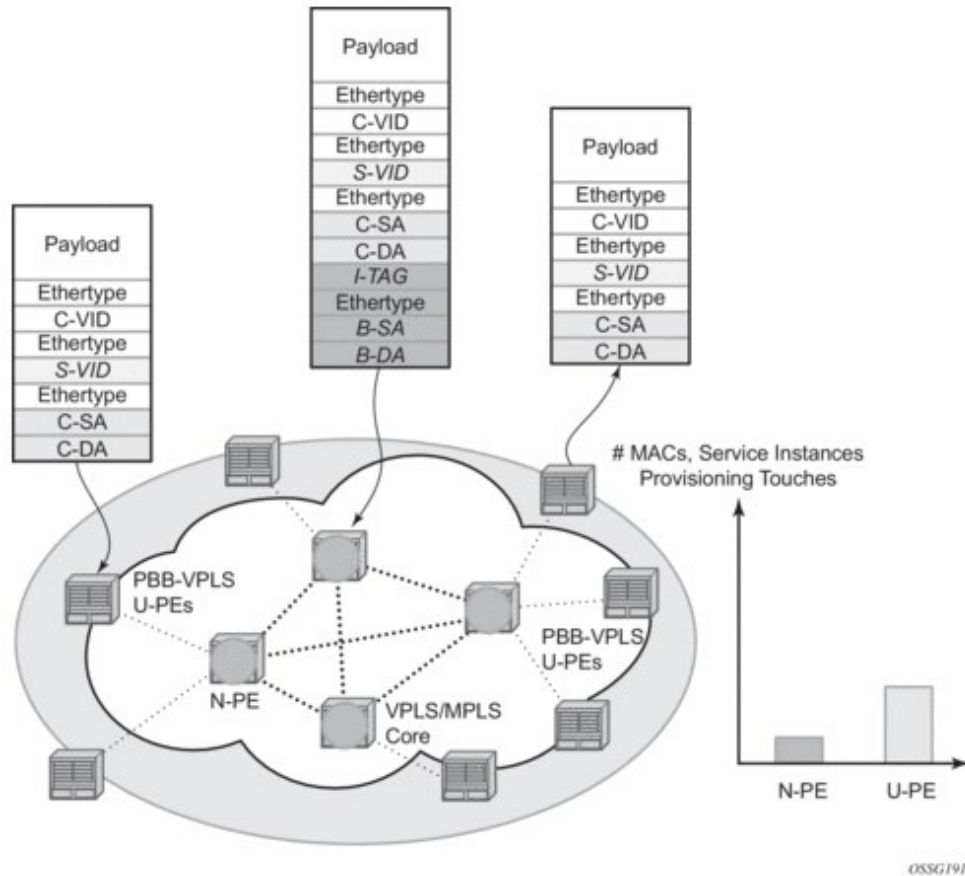 Payload
Ethertype
C-VID
Ethertype
S-VID
Ethertype
C-SA
C-DA
Payload
Ethertype
C-VID
Ethertype
S-VID
Ethertype
C-SA
C-DA
I-TAG
Ethertype
B-SA
B-DA
Payload
Ethertype
C-VID
Ethertype
S-VID
Ethertype
C-SA
C-DA
# MACs, Service Instances
Provisioning Touches
PBB-VPLS
U-PEs
N-PE
VPLS/MPLS
Core
PBB-VPLS
U-PEs
N-PE
U-PE
OSSG191